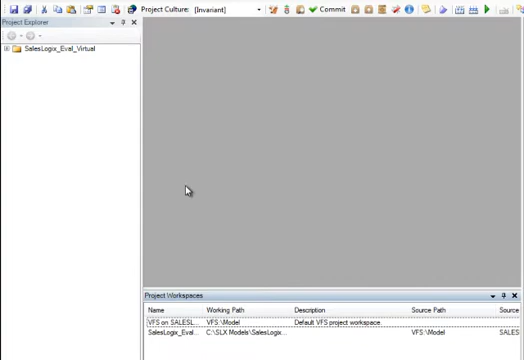 Project Culture: [Invariant] Commit
Project Explorer
SalesLogix_Eval_Virtual
Project Workspaces
Name Working Path Description Source Path Source
VFS on SALESL... VFS:\Model Default VFS project workspace.
SalesLogix_Eval... C:\SLX Models\SalesLogix... VFS:\Model SALES